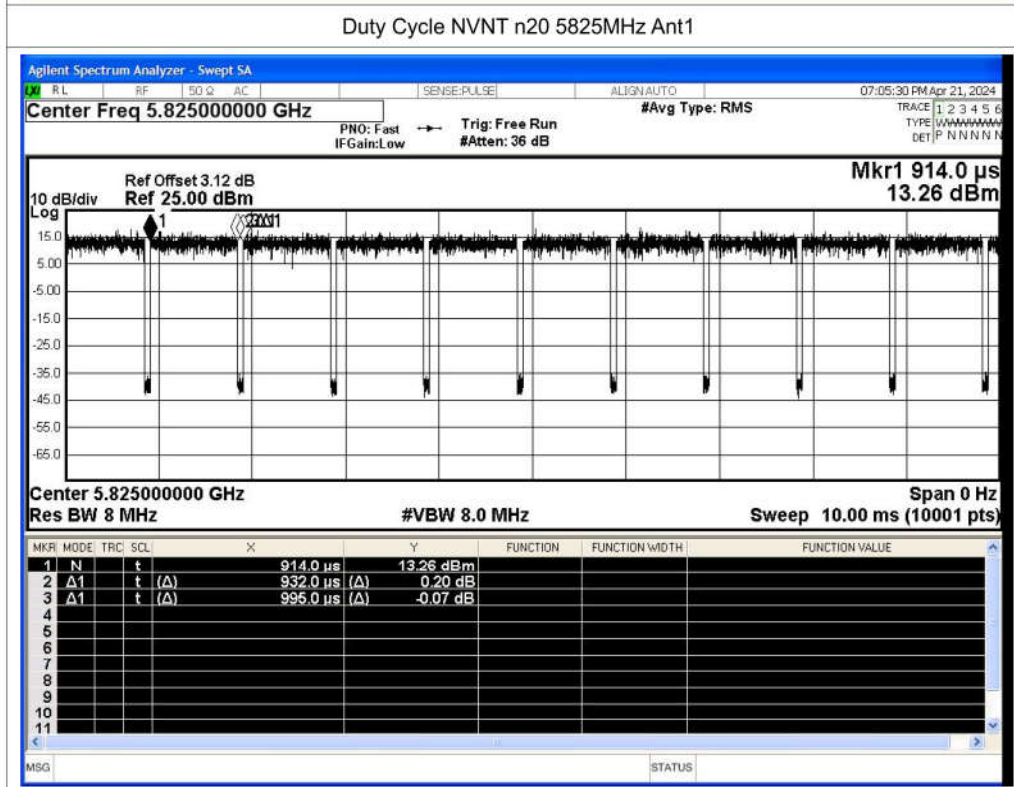 Duty Cycle NVNT n20 5825MHz Ant1
Agilent Spectrum Analyzer - Swept SA
RL RF 50 Ω AC SENSE:PULSE ALIGN AUTO 07:05:30 PM Apr 21, 2024
Center Freq 5.825000000 GHz #Avg Type: RMS TRACE 1 2 3 4 5 6
PNO: Fast Trig: Free Run TYPE
IFGain:Low #Atten: 36 dB DET P N N N N N
Mkr1 914.0 µs
Ref Offset 3.12 dB
10 dB/div Ref 25.00 dBm 13.26 dBm
Log
1
15.0
5.00
-5.00
-15.0
-25.0
-35.0
-45.0
-55.0
-65.0
Center 5.825000000 GHz Span 0 Hz
Res BW 8 MHz #VBW 8.0 MHz Sweep 10.00 ms (10001 pts)
MKR MODE TRC SCL X Y FUNCTION FUNCTION WIDTH FUNCTION VALUE
1 N t 914.0 µs 13.26 dBm
2 Δ1 t (Δ) 932.0 µs (Δ) 0.20 dB
3 Δ1 t (Δ) 995.0 µs (Δ) -0.07 dB
4
5
6
7
8
9
10
11
MSG STATUS